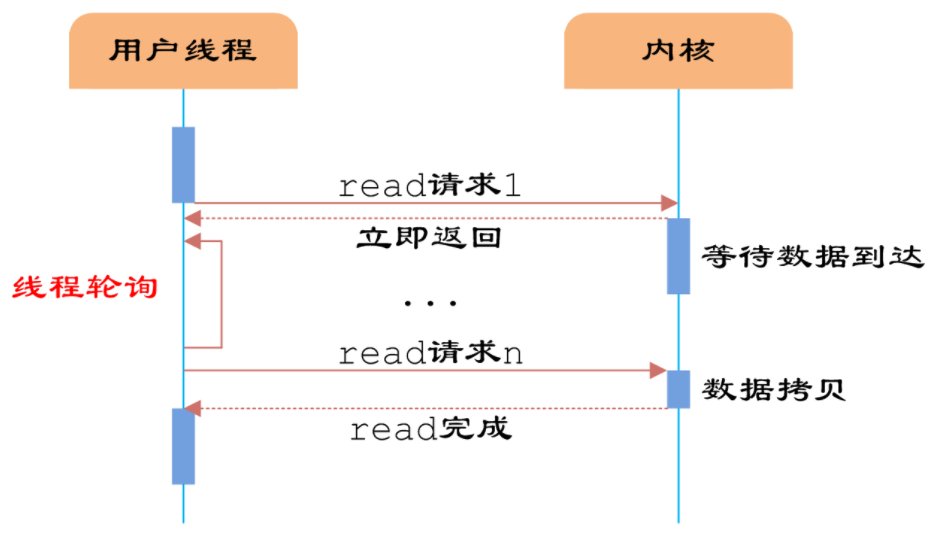 用户线程
内核
read请求1
立即返回
等待数据到达
线程轮询
...
read请求n
数据拷贝
read完成